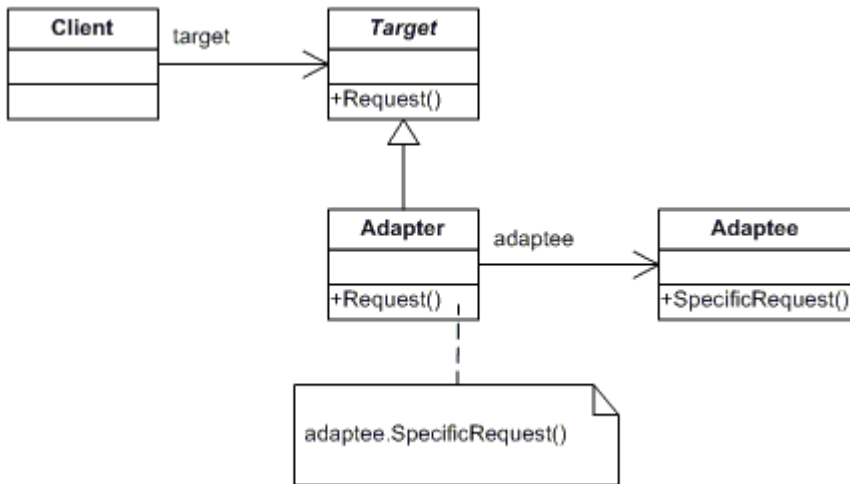 Client
target
Target
+Request()
Adapter
adaptee
Adaptee
+Request()
+SpecificRequest()
adaptee.SpecificRequest()